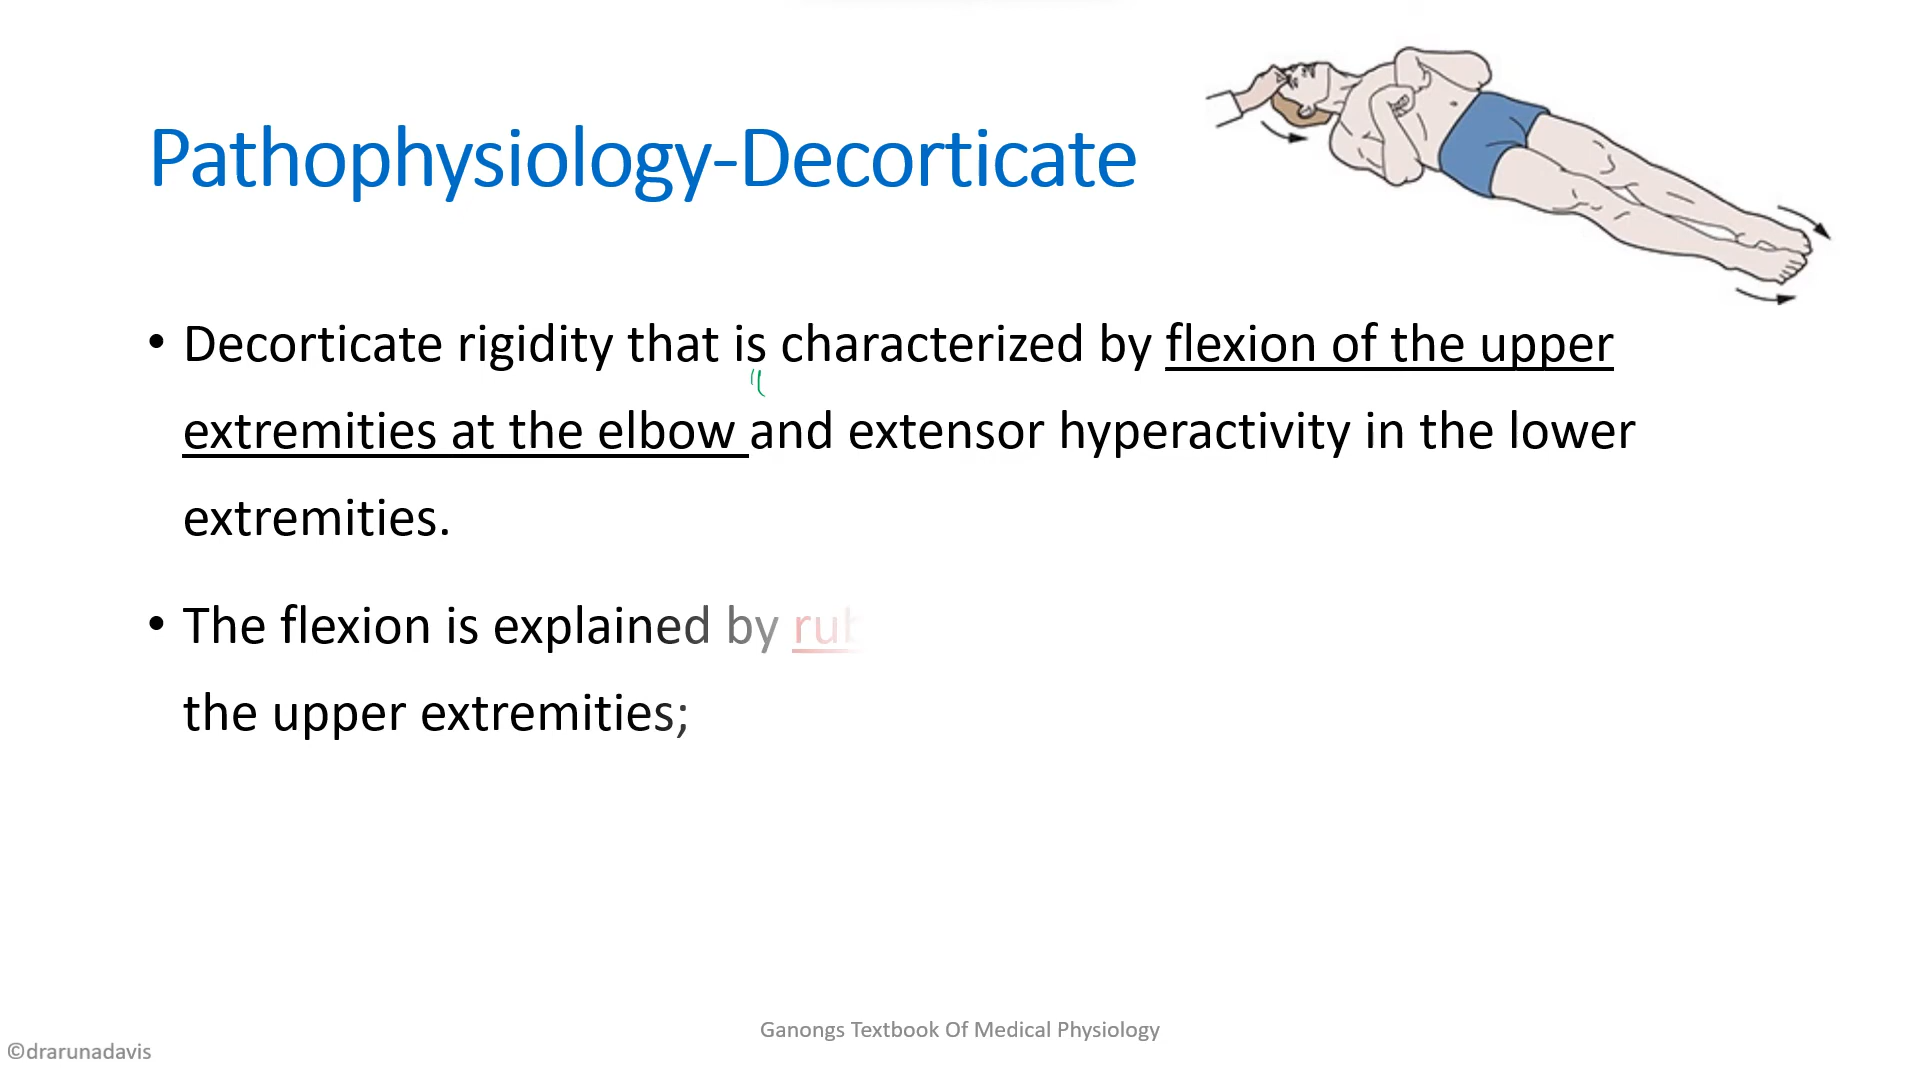 Pathophysiology-Decorticate
• Decorticate rigidity that is characterized by flexion of the upper
extremities at the elbow and extensor hyperactivity in the lower
extremities.
• The flexion is explained by
the upper extremities;
Ganongs Textbook Of Medical Physiology
©drarunadavis